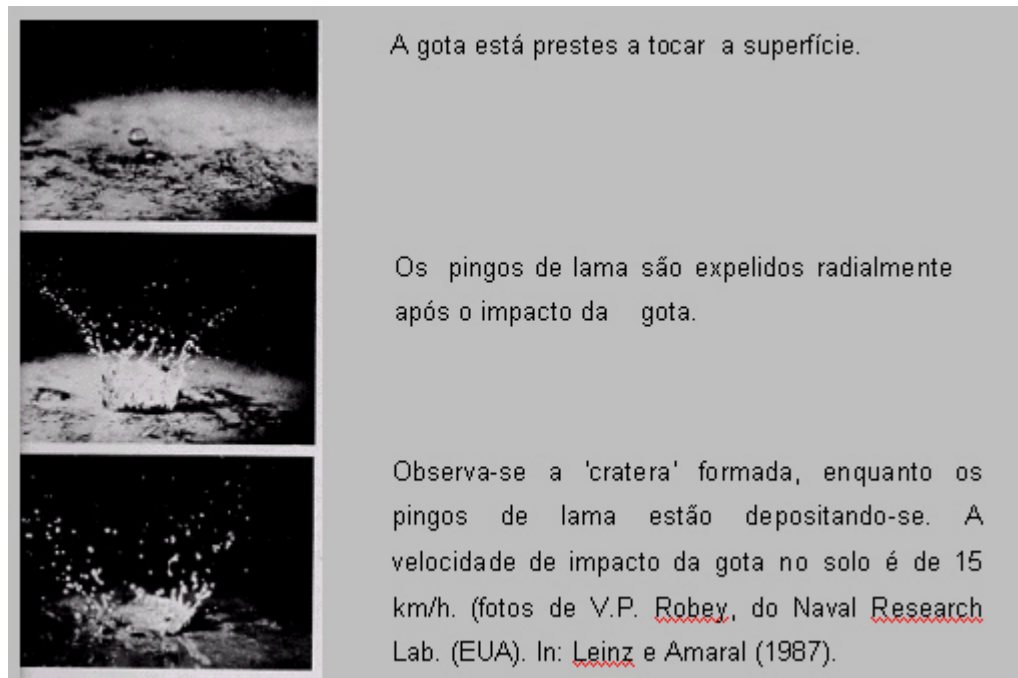 A gota está prestes a tocar a superfície.
Os pingos de lama são expelidos radialmente
após o impacto da gota.
Observa-se a 'cratera' formada, enquanto os
pingos de lama estão depositando-se. A
velocidade de impacto da gota no solo é de 15
km/h. (fotos de V.P. Robey, do Naval Research
Lab. (EUA). In: Leinz e Amaral (1987).